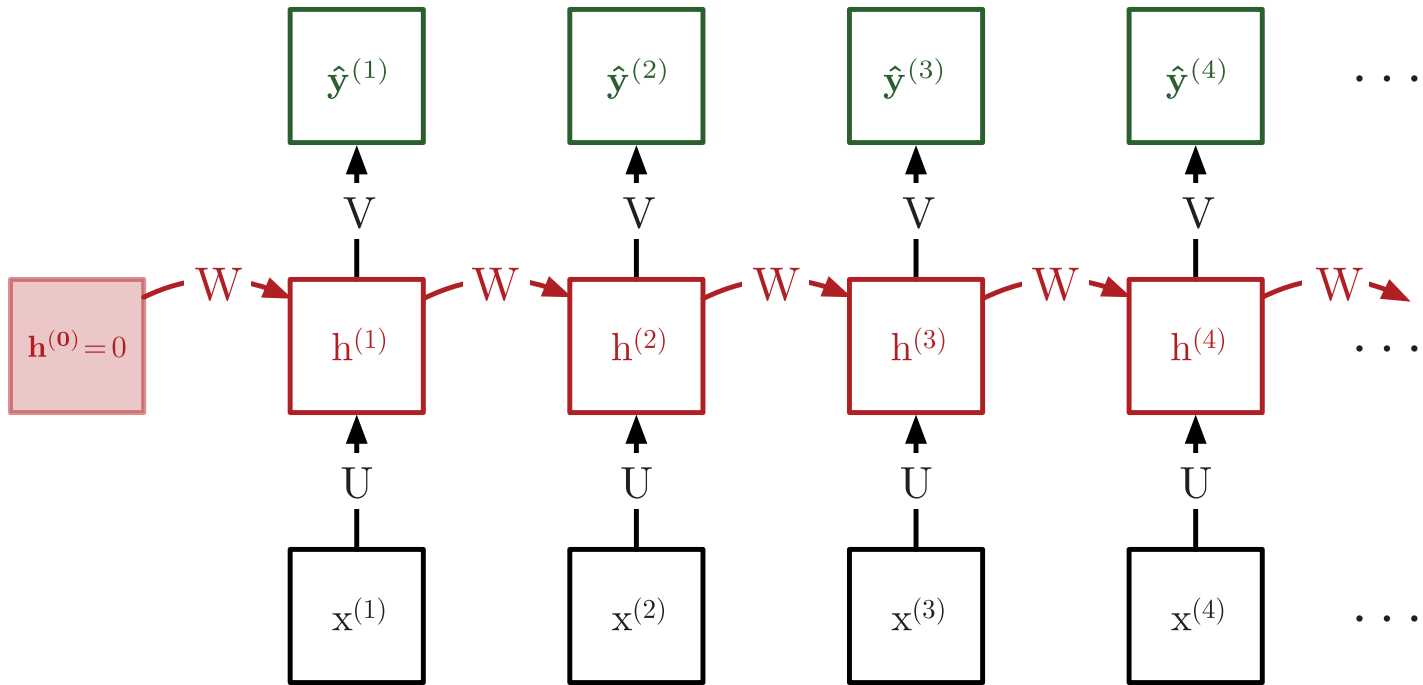 ŷ⁽¹⁾ ŷ⁽²⁾ ŷ⁽³⁾ ŷ⁽⁴⁾ · · ·
V V V V
W W W W W
h⁽⁰⁾=0 h⁽¹⁾ h⁽²⁾ h⁽³⁾ h⁽⁴⁾ · · ·
U U U U
x⁽¹⁾ x⁽²⁾ x⁽³⁾ x⁽⁴⁾ · · ·